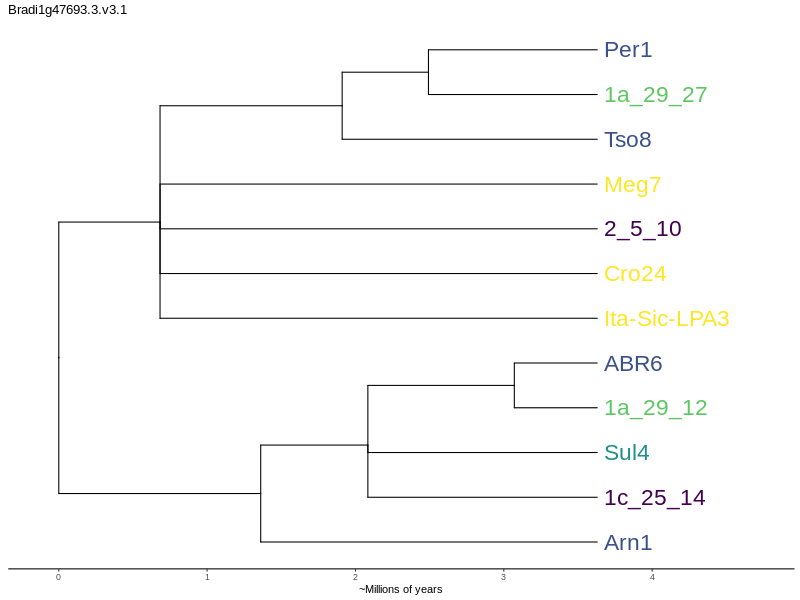 Bradi1g47693.3.v3.1
Per1
1a_29_27
Tso8
Meg7
2_5_10
Cro24
Ita-Sic-LPA3
ABR6
1a_29_12
Sul4
1c_25_14
Arn1
0 1 2 3 4
~Millions of years